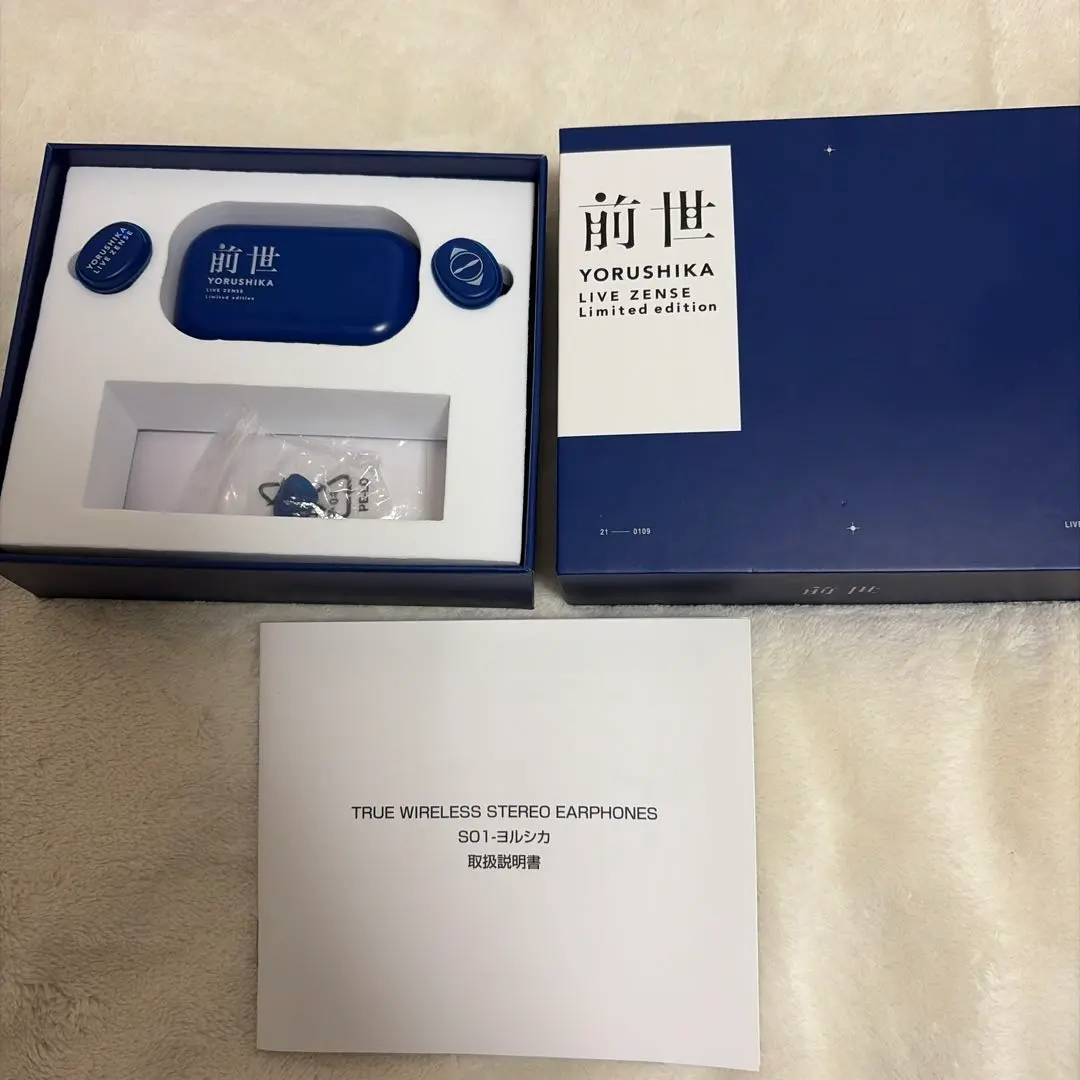 YORUSHIKA
LIVE ZENSE
前世
YORUSHIKA
LIVE ZENSE
Limited edition
前世
YORUSHIKA
LIVE ZENSE
Limited edition
21 — 0109
LIVE
前世
TRUE WIRELESS STEREO EARPHONES
S01-ヨルシカ
取扱説明書